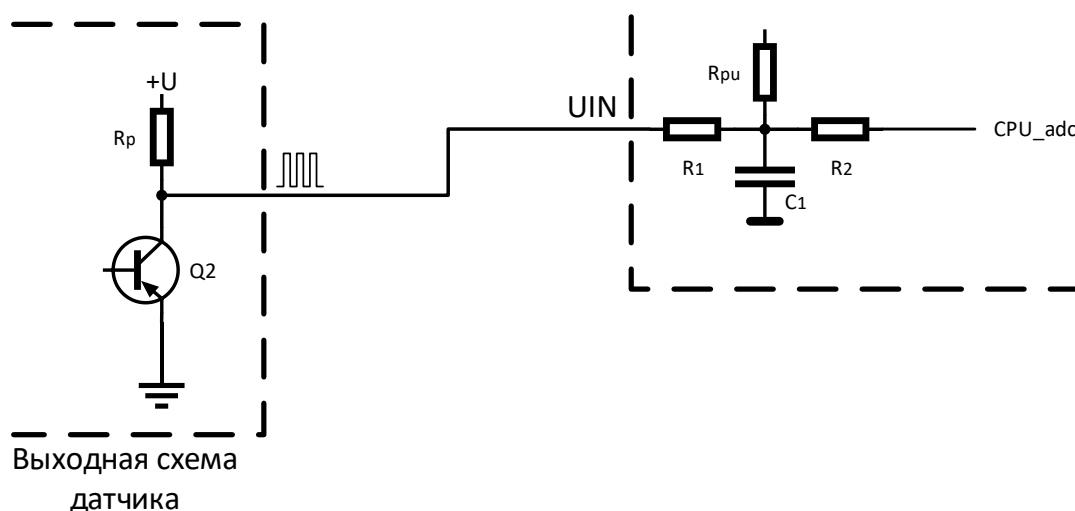 +U
Rp
Q2
UIN
Rpu
R1
R2
C1
CPU_adc
Выходная схема
датчика